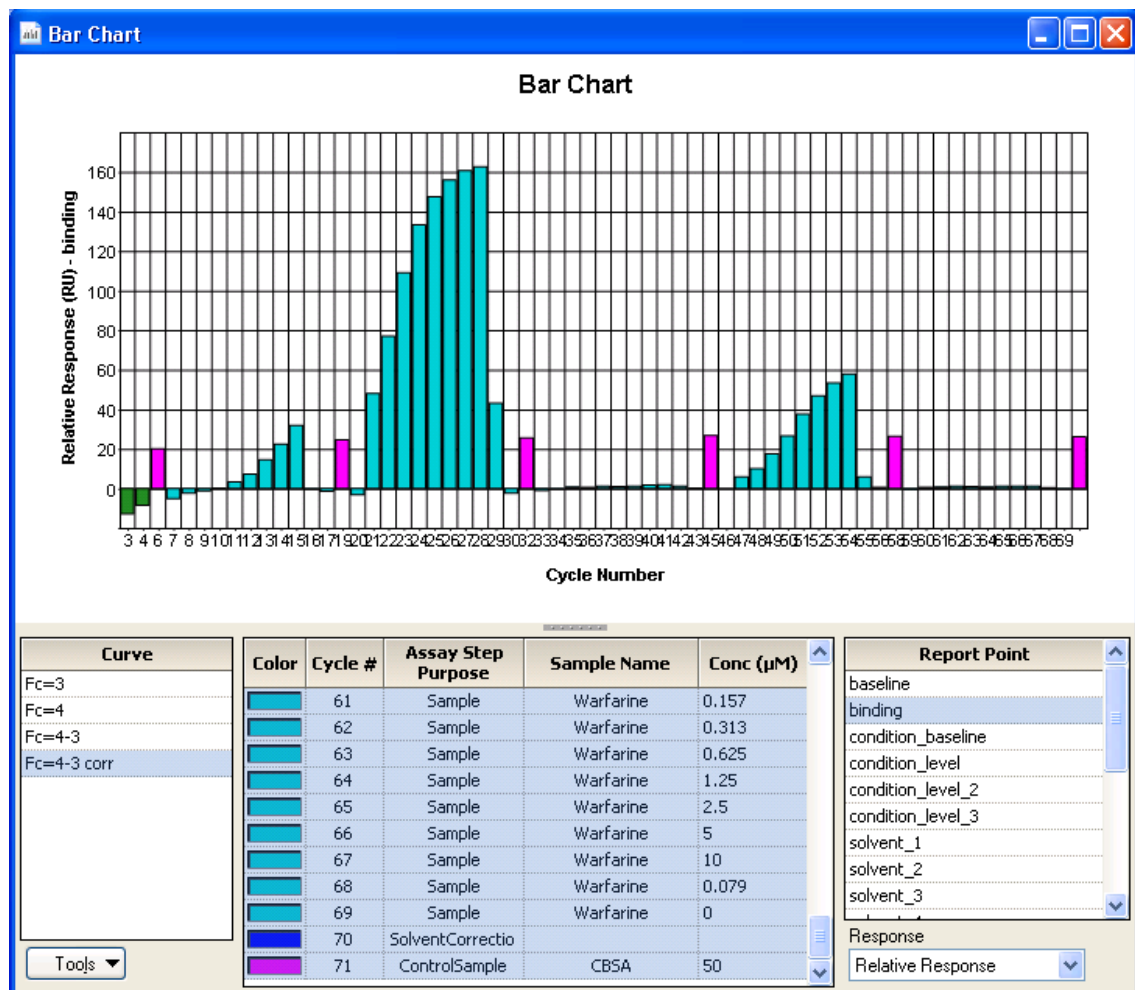 Bar Chart
Bar Chart
160
140
120
100
80
60
40
20
0
Relative Response (RU) - binding
3 4 6 7 8
Cycle Number
Curve
Fc=3
Fc=4
Fc=4-3
Fc=4-3 corr
Tools
Color Cycle # Assay Step Purpose Sample Name Conc (µM)
61 Sample Warfarine 0.157
62 Sample Warfarine 0.313
63 Sample Warfarine 0.625
64 Sample Warfarine 1.25
65 Sample Warfarine 2.5
66 Sample Warfarine 5
67 Sample Warfarine 10
68 Sample Warfarine 0.079
69 Sample Warfarine 0
70 SolventCorrectio
71 ControlSample CBSA 50
Report Point
baseline
binding
condition_baseline
condition_level
condition_level_2
condition_level_3
solvent_1
solvent_2
solvent_3
Response
Relative Response